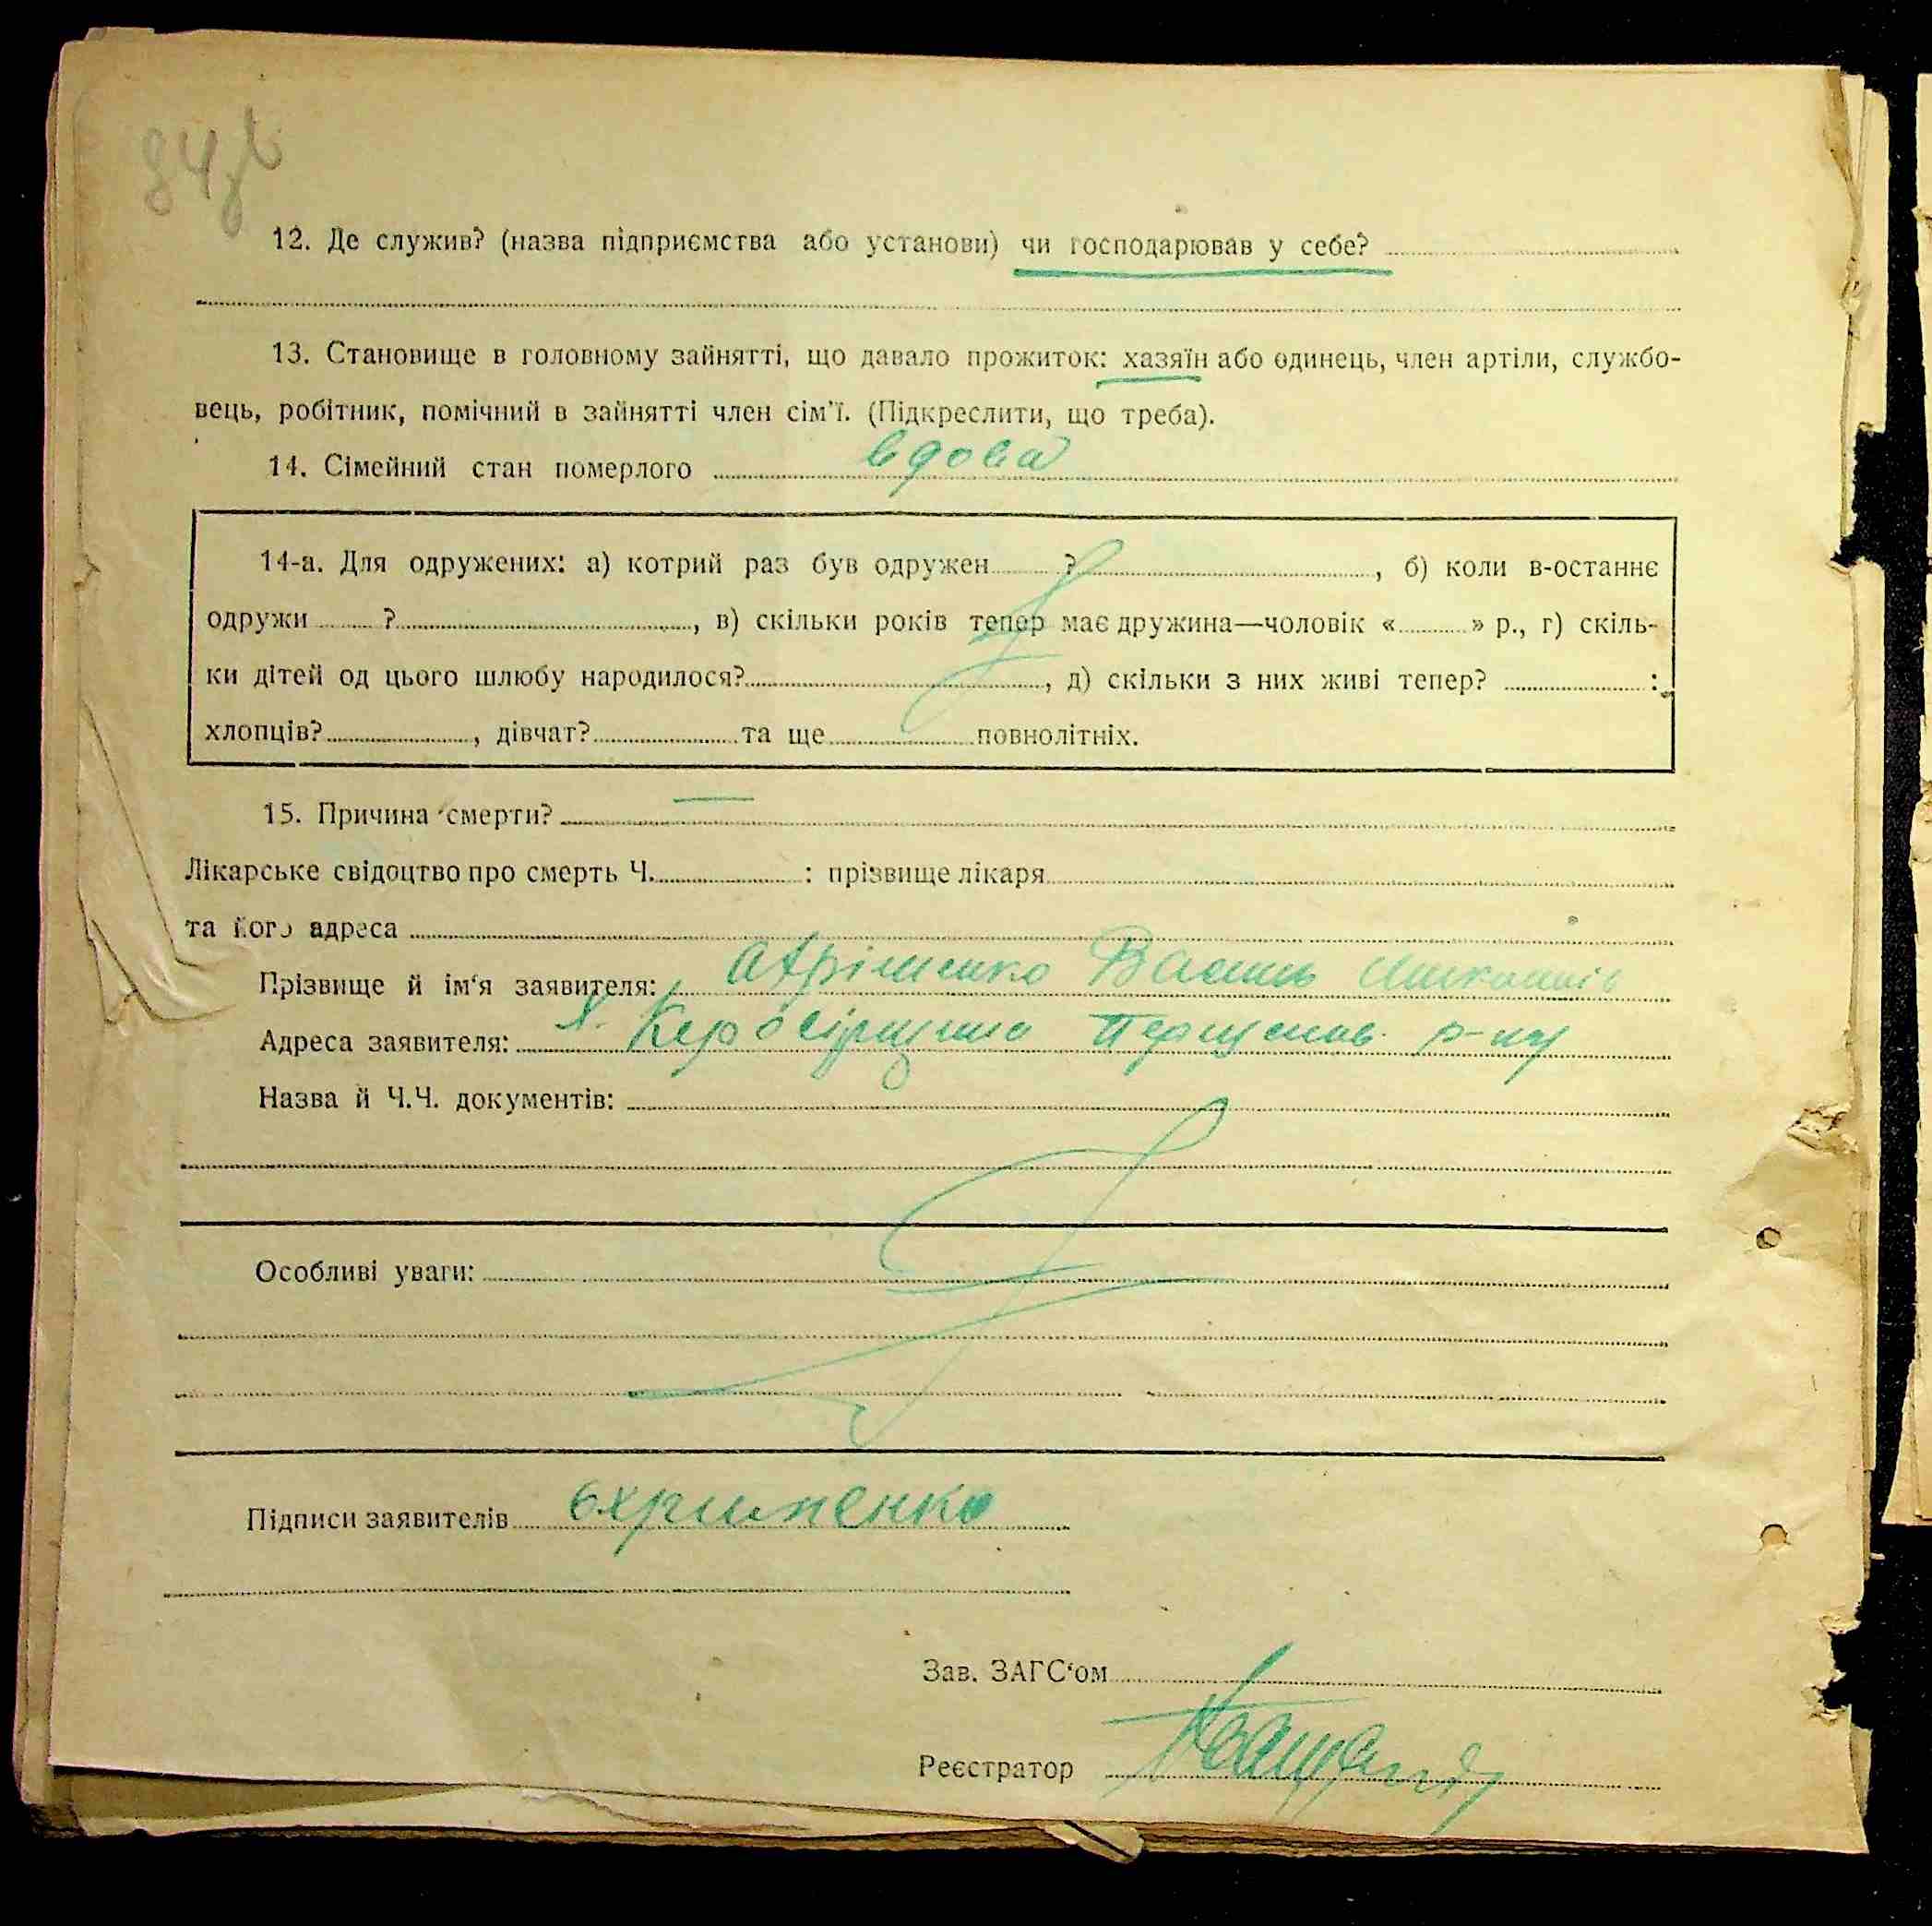 12. Де служив? (назва підприємства або установи) чи господарював у себе?
13. Становище в головному зайнятті, що давало прожиток: хазяїн або одинець, член артіли, службо-
вець, робітник, помічний в зайнятті член сім'ї. (Підкреслити, що треба).
14. Сімейний стан померлого вдова
14-а. Для одружених: а) котрий раз був одружен ? , б) коли в-останнє
одружи ? , в) скільки років тепер має дружина—чоловік « » р., г) скіль-
ки дітей од цього шлюбу народилося? , д) скільки з них живі тепер? :
хлопців? , дівчат? та ще повнолітніх.
15. Причина смерти? —
Лікарське свідоцтво про смерть Ч. : прізвище лікаря
та його адреса
Прізвище й ім‘я заявителя: Василь
Адреса заявителя: х. р-ну
Назва й Ч.Ч. документів:
Особливі уваги:
Підписи заявителів охрименко
Зав. ЗАГС‘ом
Реєстратор